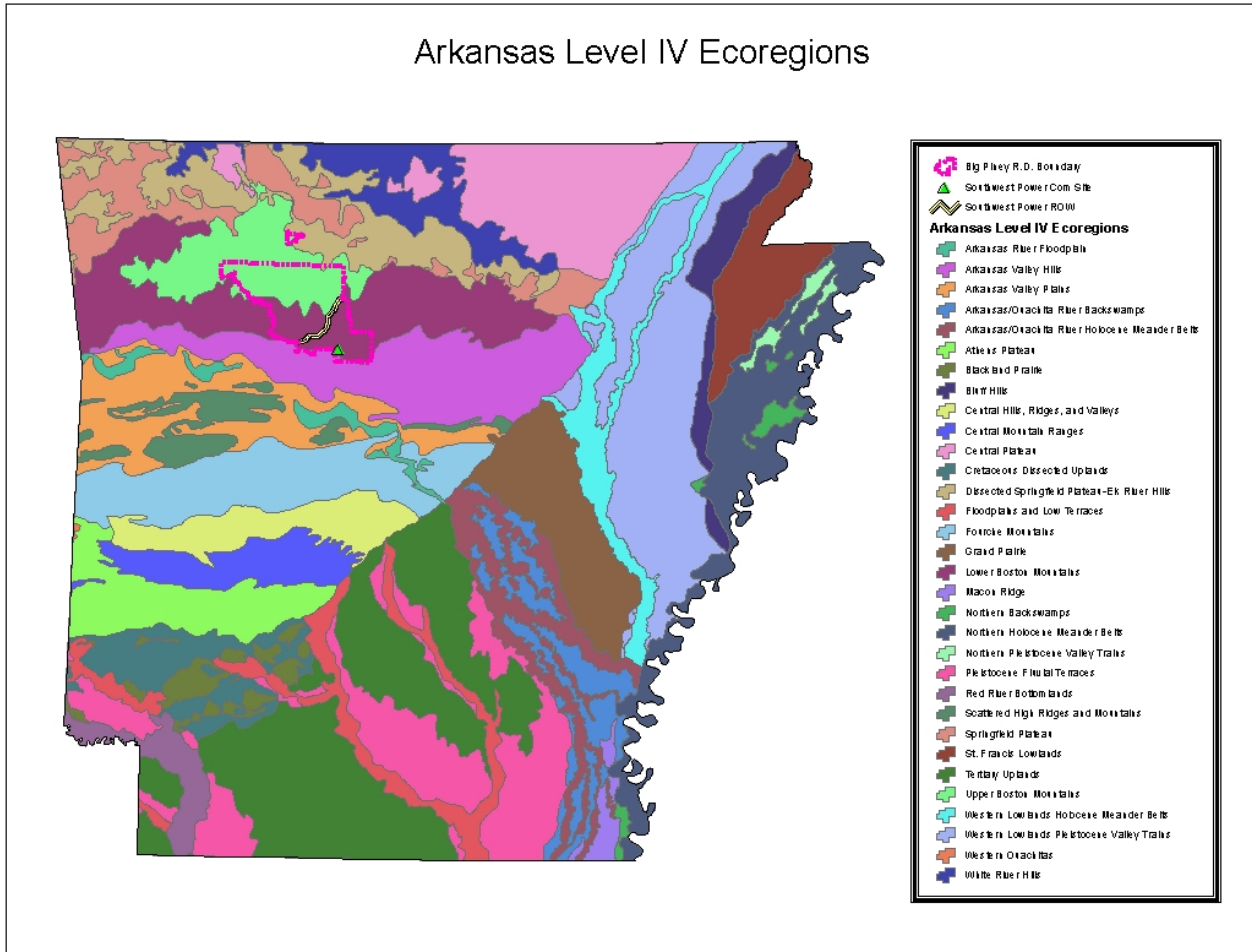 Arkansas Level IV Ecoregions
Big Piney R.D. Boundary
Southwest Power Com Site
Southwest Power ROW
Arkansas Level IV Ecoregions
Arkansas River Floodplain
Arkansas Valley Hills
Arkansas Valley Plains
Arkansas/Ouachita River Backswamps
Arkansas/Ouachita River Holocene Meander Belts
Athens Plateau
Blackland Prairie
Bluff Hills
Central Hills, Ridges, and Valleys
Central Mountain Ranges
Central Plateau
Cretaceous Dissected Uplands
Dissected Springfield Plateau-Elk River Hills
Floodplains and Low Terraces
Fourche Mountains
Grand Prairie
Lower Boston Mountains
Macon Ridge
Northern Backswamps
Northern Holocene Meander Belts
Northern Pleistocene Valley Trains
Pleistocene Fluvial Terraces
Red River Bottomlands
Scattered High Ridges and Mountains
Springfield Plateau
St. Francis Lowlands
Tertiary Uplands
Upper Boston Mountains
Western Lowlands Holocene Meander Belts
Western Lowlands Pleistocene Valley Trains
Western Ouachitas
White River Hills